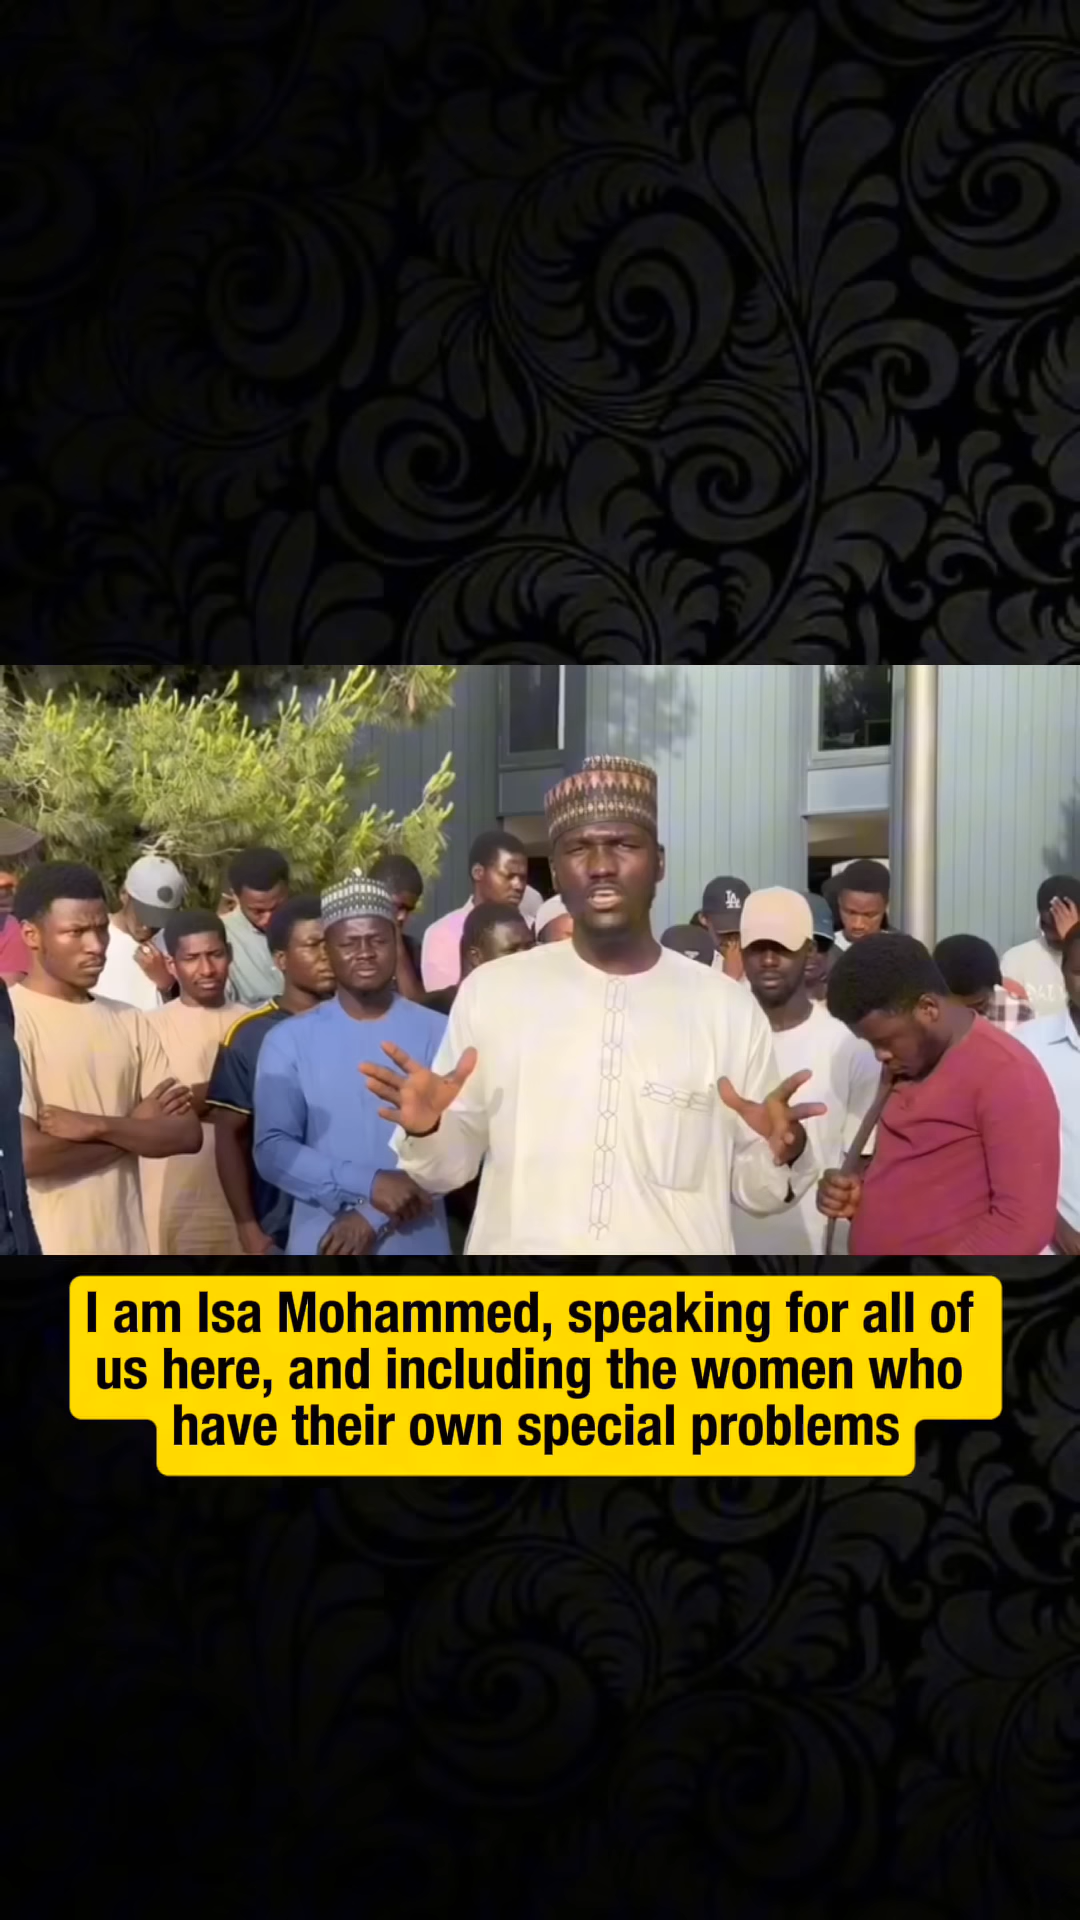 LA
I am Isa Mohammed, speaking for all of
us here, and including the women who
have their own special problems